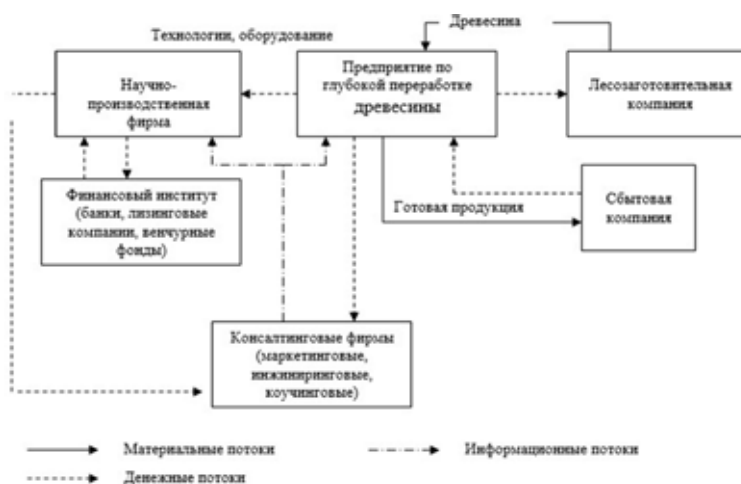 Древесина
Технологии, оборудование
Научно-
производственная
фирма
Предприятие по
глубокой переработке
древесины
Лесозаготовительная
компания
Финансовый институт
(банки, лизинговые
компании, венчурные
фонды)
Готовая продукция
Сбытовая
компания
Консалтинговые фирмы
(маркетинговые,
инжиниринговые,
коучинговые)
Материальные потоки
Информационные потоки
Денежные потоки